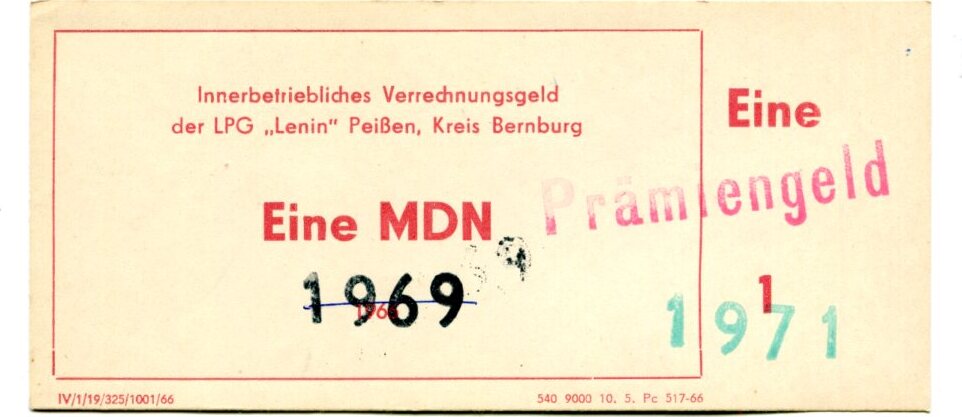 Innerbetriebliches Verrechnungsgeld
der LPG „Lenin" Peißen, Kreis Bernburg
Eine MDN
1969
Eine
Prämiengeld
1
1971
IV/1/19/325/1001/66
540 9000 10. 5. Pc 517-66